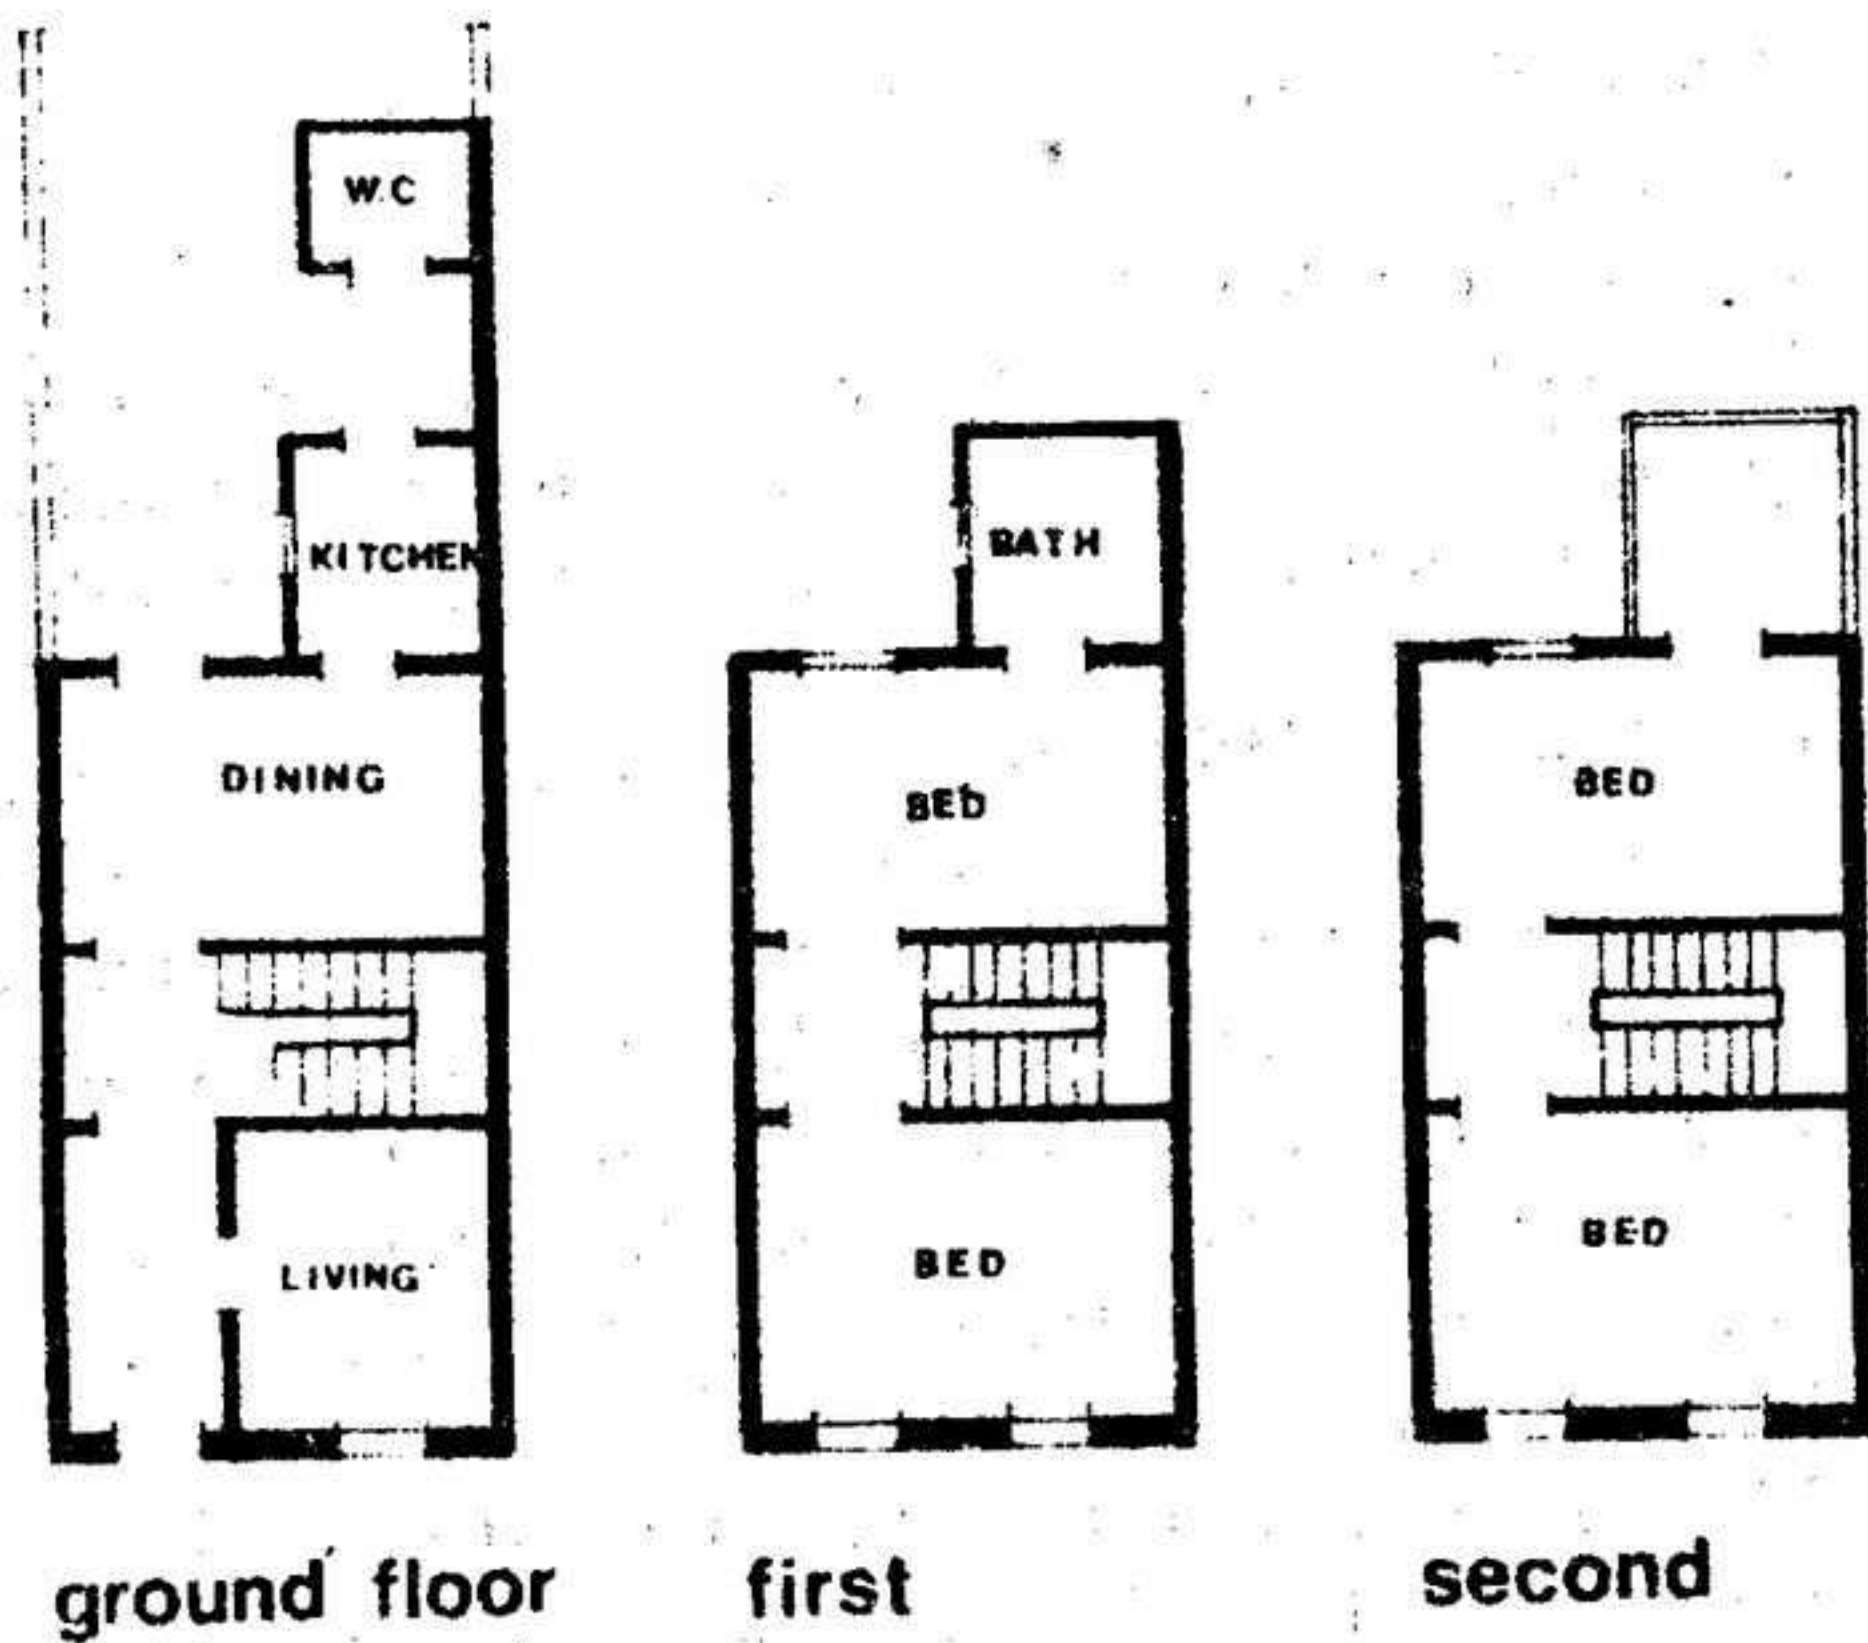 W.C
KITCHEN
DINING
LIVING
ground floor
BATH
BED
BED
first
BED
BED
second